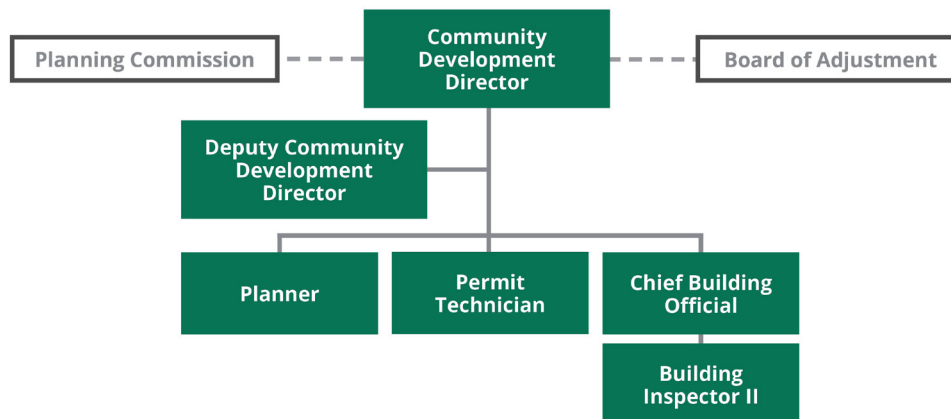 Planning Commission
Community
Development
Director
Board of Adjustment
Deputy Community
Development
Director
Planner
Permit
Technician
Chief Building
Official
Building
Inspector II